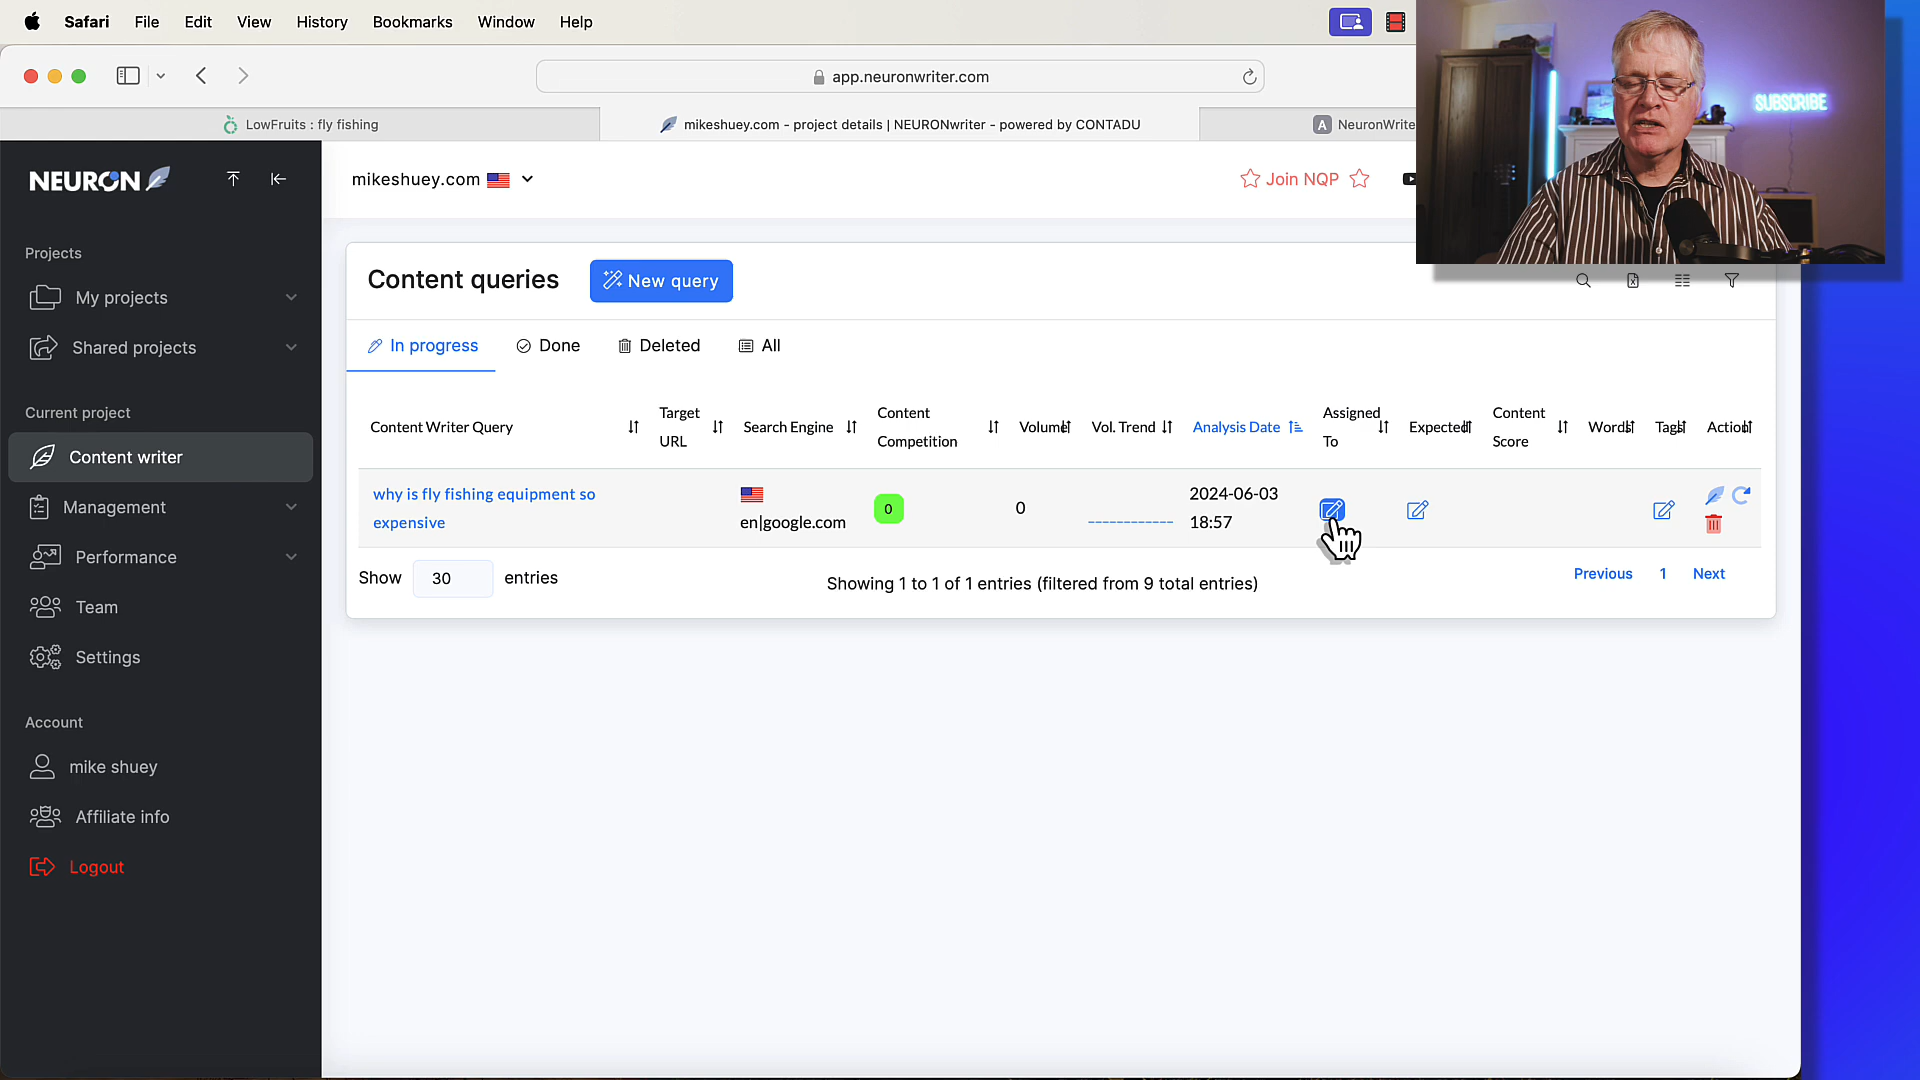 Safari File Edit View History Bookmarks Window Help
app.neuronwriter.com
LowFruits : fly fishing
mikeshuey.com - project details | NEURONwriter - powered by CONTADU
A NeuronWrite
NEURON
mikeshuey.com
Join NQP
SUBSCRIBE
Projects
My projects
Shared projects
Current project
Content writer
Management
Performance
Team
Settings
Account
mike shuey
Affiliate info
Logout
Content queries
New query
In progress Done Deleted All
Content Writer Query
Target
URL
Search Engine
Content
Competition
Volume
Vol. Trend
Analysis Date
Assigned
To
Expected
Content
Score
Words
Tags
Action
why is fly fishing equipment so
expensive
en|google.com
0
0
2024-06-03
18:57
Show 30 entries
Showing 1 to 1 of 1 entries (filtered from 9 total entries)
Previous 1 Next